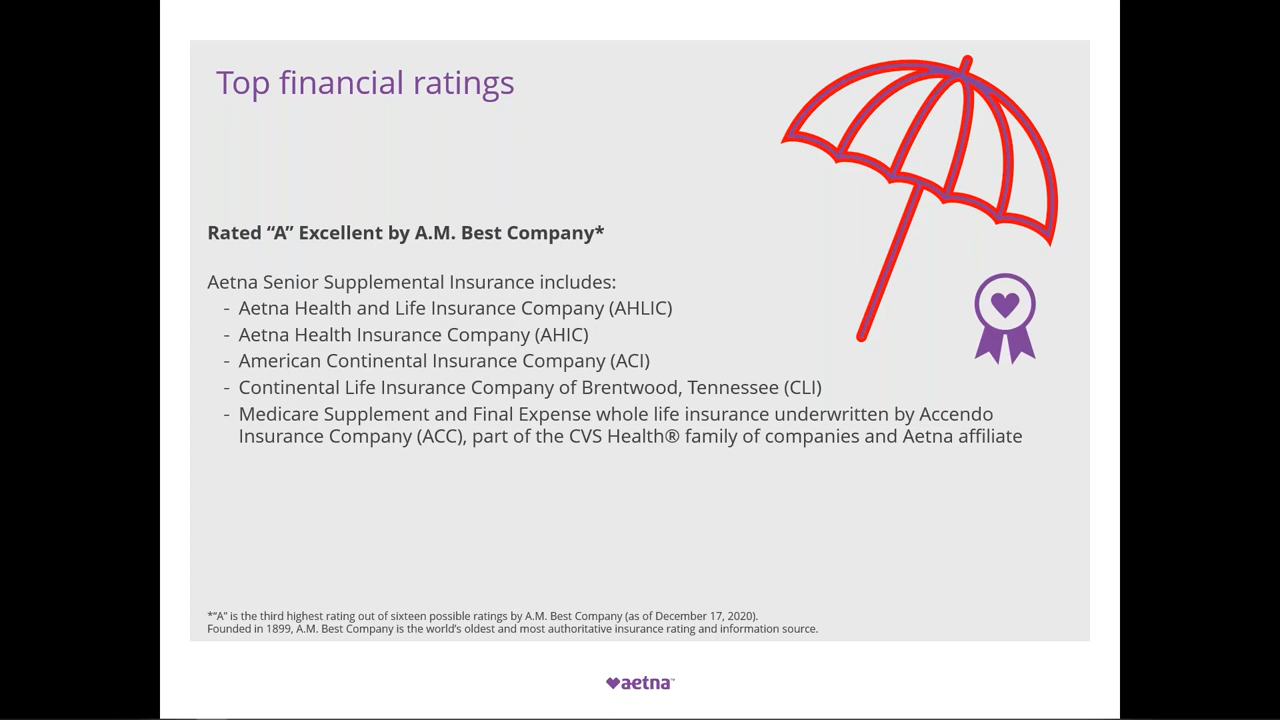 Top financial ratings
Rated “A” Excellent by A.M. Best Company*
Aetna Senior Supplemental Insurance includes:
- Aetna Health and Life Insurance Company (AHLIC)
- Aetna Health Insurance Company (AHIC)
- American Continental Insurance Company (ACI)
- Continental Life Insurance Company of Brentwood, Tennessee (CLI)
- Medicare Supplement and Final Expense whole life insurance underwritten by Accendo
Insurance Company (ACC), part of the CVS Health® family of companies and Aetna affiliate
*“A” is the third highest rating out of sixteen possible ratings by A.M. Best Company (as of December 17, 2020).
Founded in 1899, A.M. Best Company is the world’s oldest and most authoritative insurance rating and information source.
aetna™